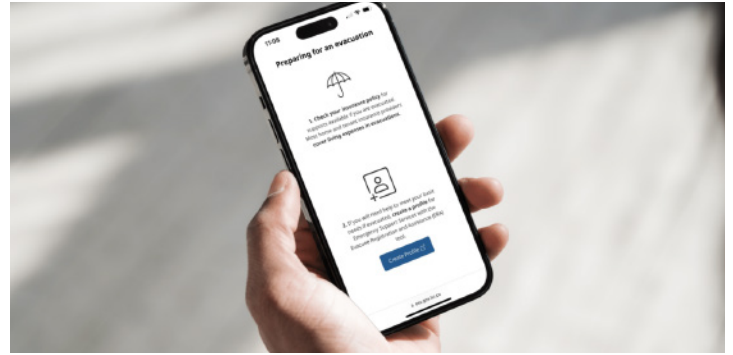 11:08
Preparing for an evacuation
1. Check your insurance policy for
supports available if you are evacuated.
Most home and tenant insurance providers
cover living expenses in evacuations.
2. If you will need help to meet your basic
needs if evacuated, create a profile for
Emergency Support Services with the
Evacuee Registration and Assistance (ERA)
tool.
Create Profile
ess.gov.bc.ca